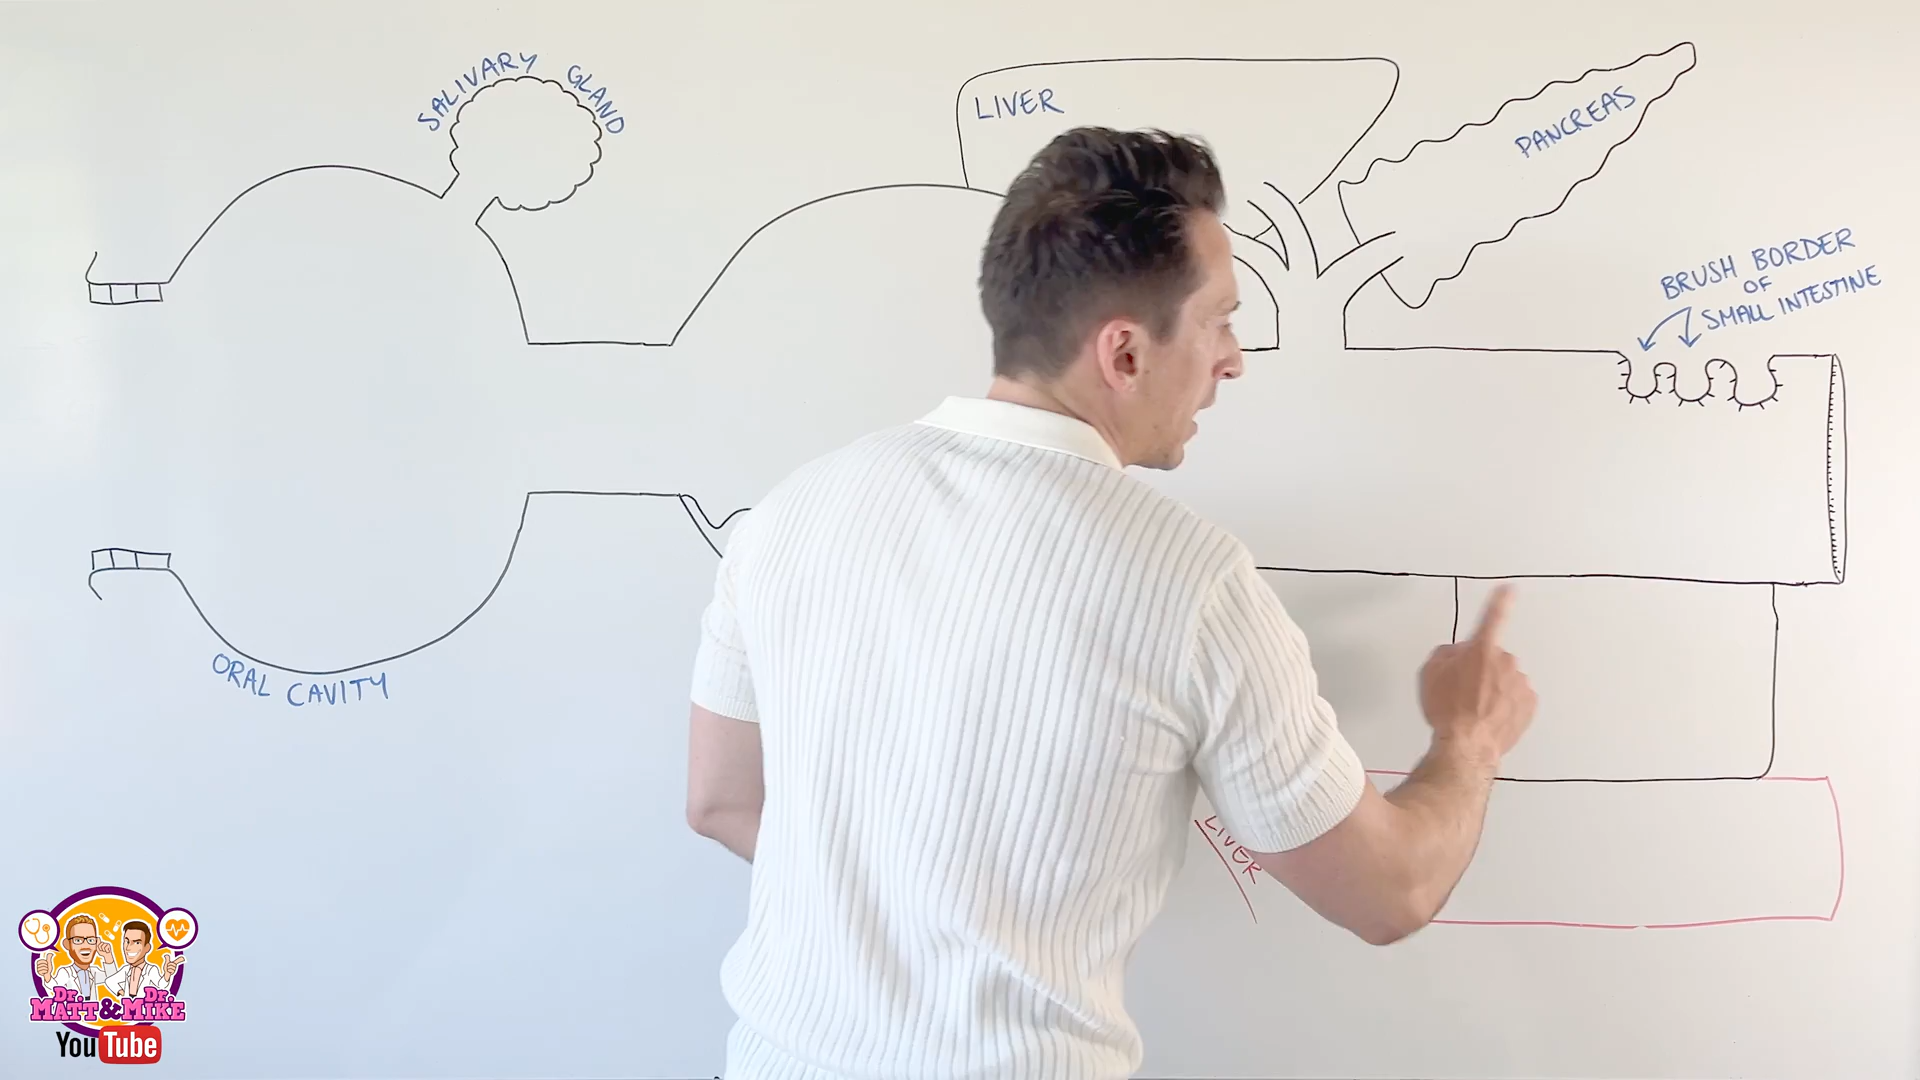 SALIVARY GLAND
LIVER
PANCREAS
BRUSH BORDER
OF
SMALL INTESTINE
ORAL CAVITY
LIVER
Dr. Dr.
MATT & MIKE
YouTube